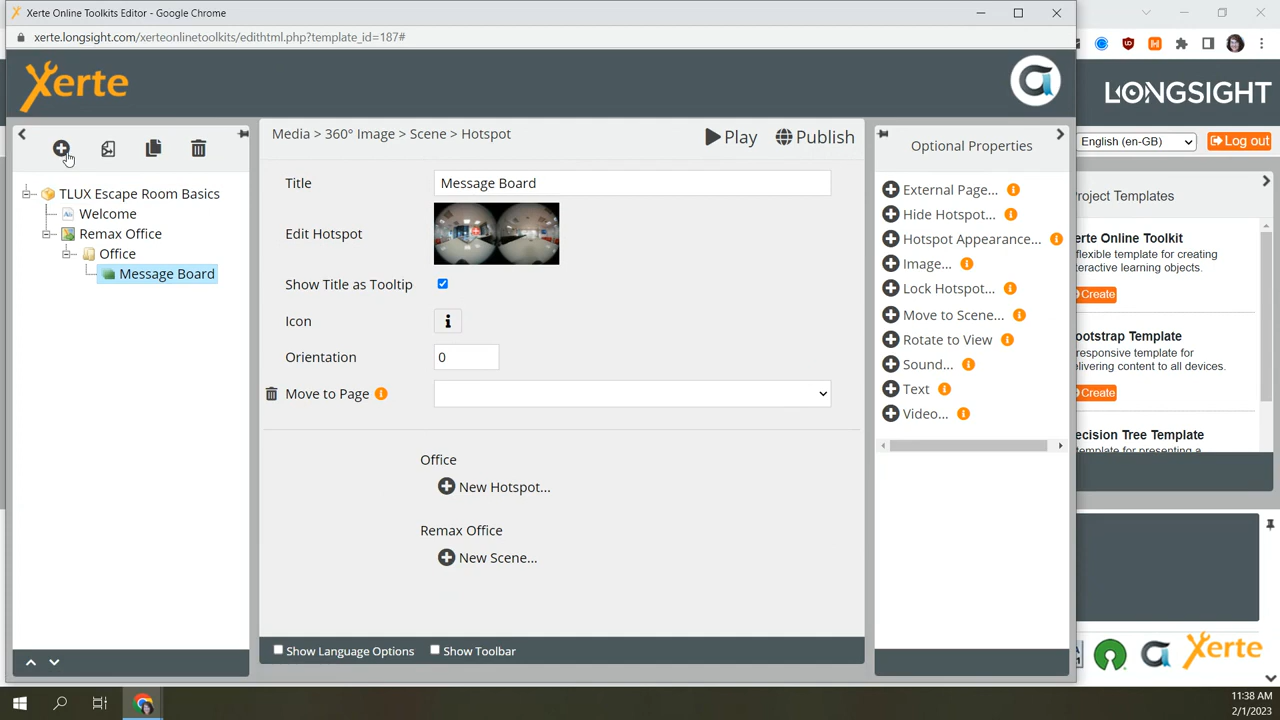 Xerte Online Toolkits Editor - Google Chrome
xerte.longsight.com/xerteonlinetoolkits/edithtml.php?template_id=187#
Xerte
LONGSIGHT
English (en-GB)
Log out
Media > 360° Image > Scene > Hotspot
Play
Publish
Optional Properties
TLUX Escape Room Basics
Welcome
Remax Office
Office
Message Board
Title
Message Board
Edit Hotspot
Show Title as Tooltip
Icon
Orientation
0
Move to Page
Office
New Hotspot...
Remax Office
New Scene...
Show Language Options
Show Toolbar
External Page...
Hide Hotspot...
Hotspot Appearance...
Image...
Lock Hotspot...
Move to Scene...
Rotate to View
Sound...
Text
Video...
Project Templates
erte Online Toolkit
flexible template for creating
teractive learning objects.
Create
ootstrap Template
responsive template for
elivering content to all devices.
Create
ecision Tree Template
template for presenting a
Xerte
11:38 AM
2/1/2023